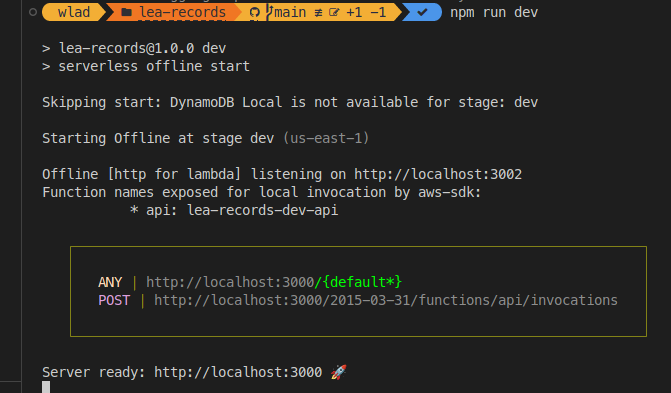 wlad lea-records main ≢ +1 -1 ✔ npm run dev
> lea-records@1.0.0 dev
> serverless offline start
Skipping start: DynamoDB Local is not available for stage: dev
Starting Offline at stage dev (us-east-1)
Offline [http for lambda] listening on http://localhost:3002
Function names exposed for local invocation by aws-sdk:
* api: lea-records-dev-api
ANY | http://localhost:3000/{default*}
POST | http://localhost:3000/2015-03-31/functions/api/invocations
Server ready: http://localhost:3000 🚀